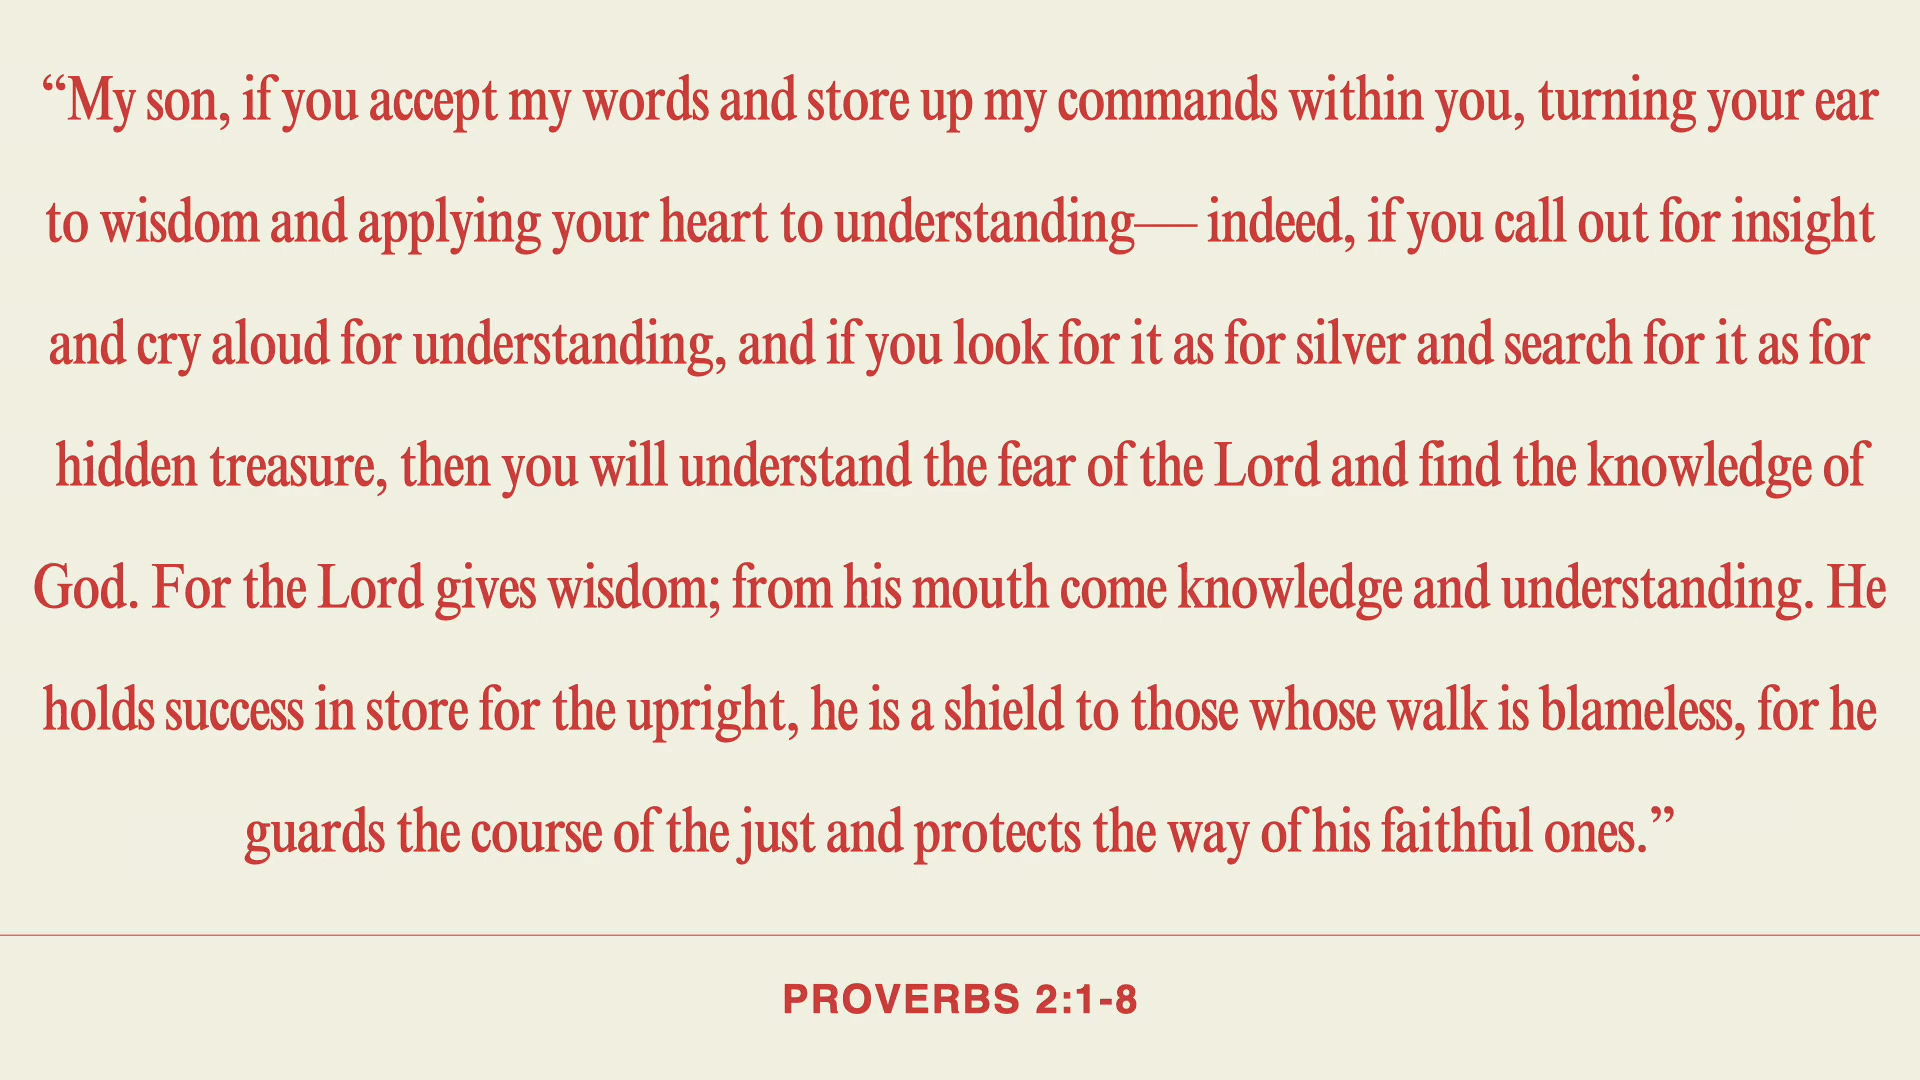 “My son, if you accept my words and store up my commands within you, turning your ear
to wisdom and applying your heart to understanding— indeed, if you call out for insight
and cry aloud for understanding, and if you look for it as for silver and search for it as for
hidden treasure, then you will understand the fear of the Lord and find the knowledge of
God. For the Lord gives wisdom; from his mouth come knowledge and understanding. He
holds success in store for the upright, he is a shield to those whose walk is blameless, for he
guards the course of the just and protects the way of his faithful ones.”
PROVERBS 2:1-8